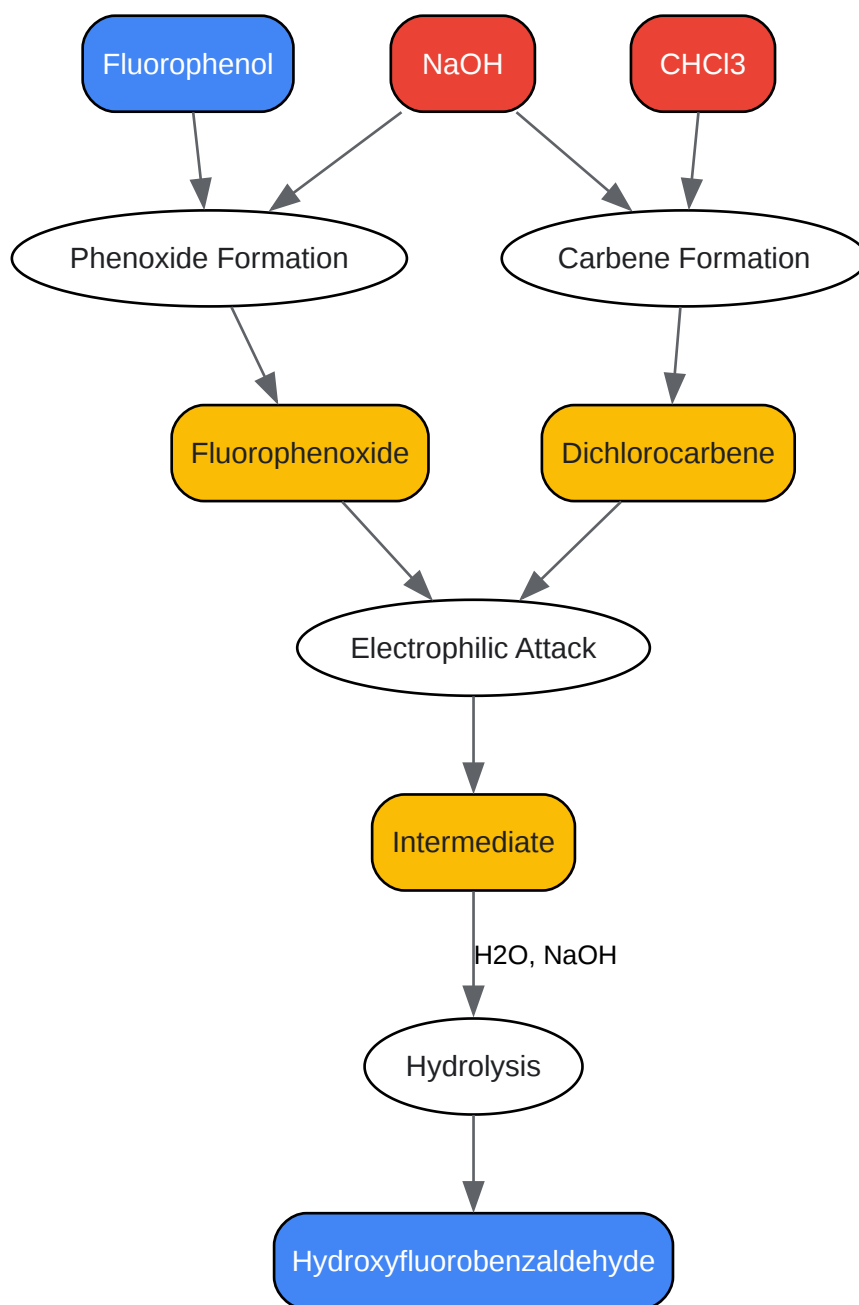 Fluorophenol
NaOH
CHCl3
Phenoxide Formation
Carbene Formation
Fluorophenoxide
Dichlorocarbene
Electrophilic Attack
Intermediate
H2O, NaOH
Hydrolysis
Hydroxyfluorobenzaldehyde